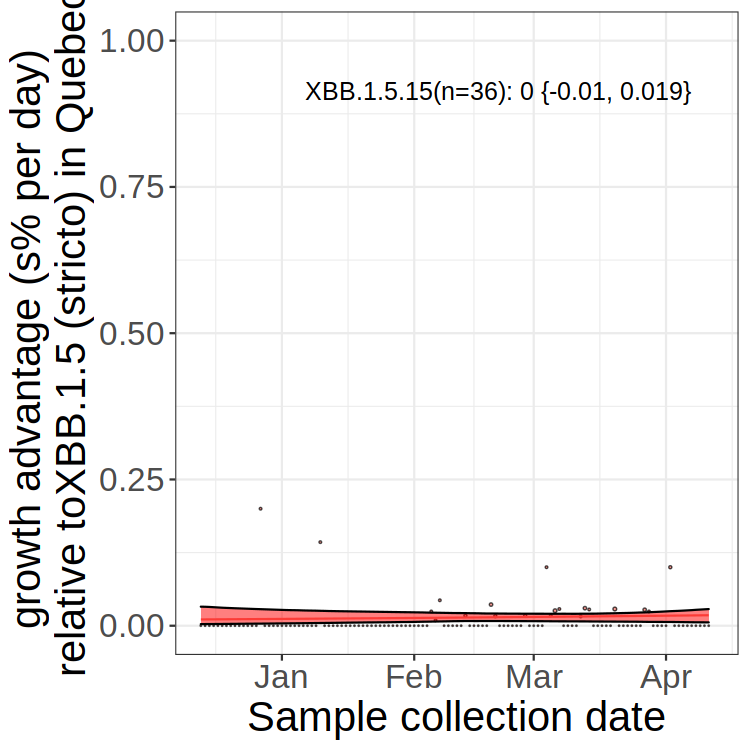 growth advantage (s% per day)
relative toXBB.1.5 (stricto) in Quebec
1.00
0.75
0.50
0.25
0.00
XBB.1.5.15(n=36): 0 {-0.01, 0.019}
Jan Feb Mar Apr
Sample collection date